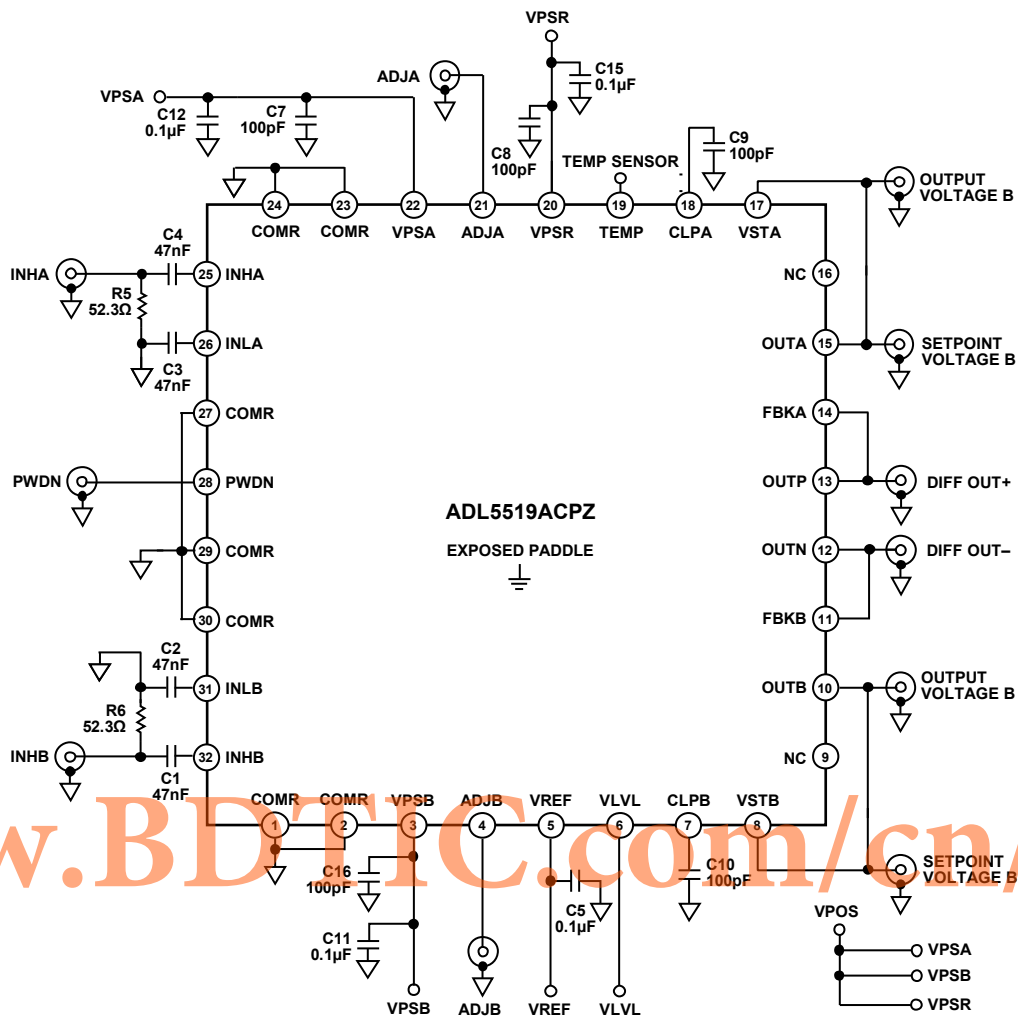 VPSR
C15
0.1µF
ADJA
VPSA
C12
0.1µF
C7
100pF
C8
100pF
TEMP SENSOR
C9
100pF
OUTPUT
VOLTAGE B
24 23 22 21 20 19 18 17
COMR COMR VPSA ADJA VPSR TEMP CLPA VSTA
C4
47nF
INHA
25 INHA
NC 16
R5
52.3Ω
26 INLA
OUTA 15
SETPOINT
VOLTAGE B
C3
47nF
27 COMR
FBKA 14
PWDN
28 PWDN
OUTP 13
DIFF OUT+
ADL5519ACPZ
EXPOSED PADDLE
29 COMR
OUTN 12
DIFF OUT–
30 COMR
FBKB 11
C2
47nF
31 INLB
OUTB 10
OUTPUT
VOLTAGE B
R6
52.3Ω
INHB
32 INHB
NC 9
C1
47nF
COMR COMR VPSB ADJB VREF VLVL CLPB VSTB
1 2 3 4 5 6 7 8
w.BDTIC.com/cn/
C16
100pF
C10
100pF
SETPOINT
VOLTAGE B
C5
0.1µF
C11
0.1µF
VPOS
VPSA
VPSB
VPSR
VPSB ADJB VREF VLVL